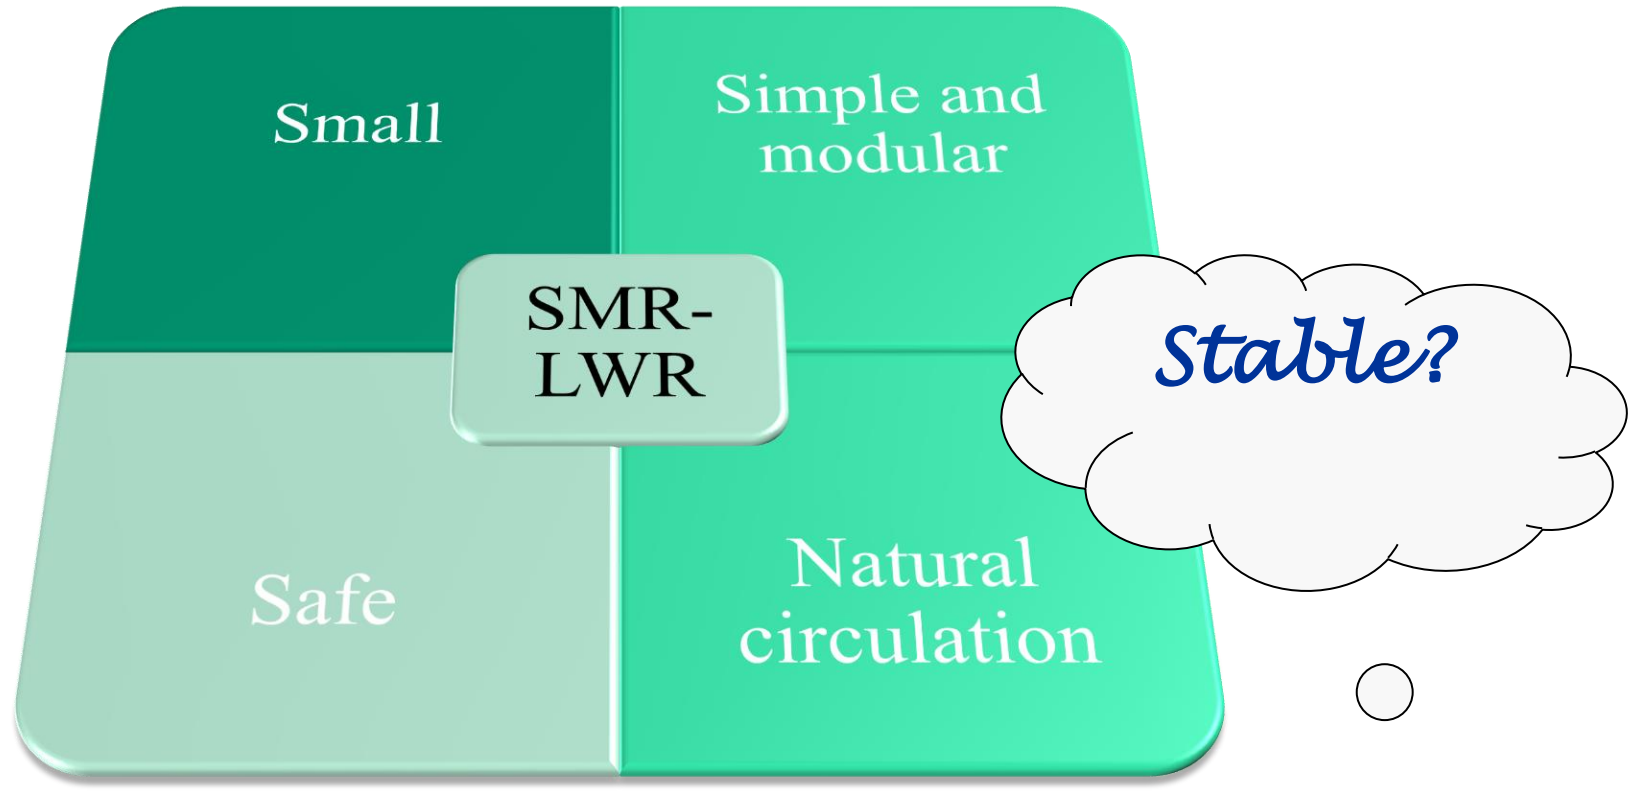 Small
Simple and
modular
SMR-
LWR
Stable?
Safe
Natural
circulation